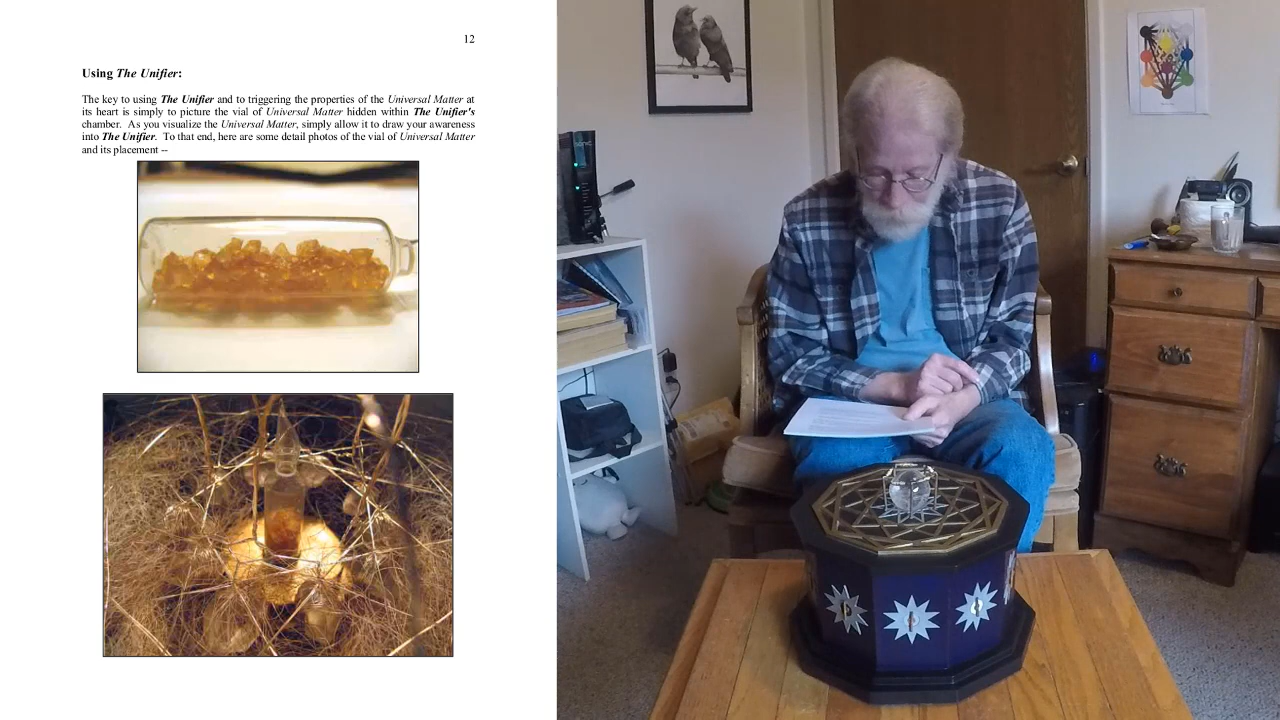 12
Using The Unifier:
The key to using The Unifier and to triggering the properties of the Universal Matter at
its heart is simply to picture the vial of Universal Matter hidden within The Unifier's
chamber. As you visualize the Universal Matter, simply allow it to draw your awareness
into The Unifier. To that end, here are some detail photos of the vial of Universal Matter
and its placement --